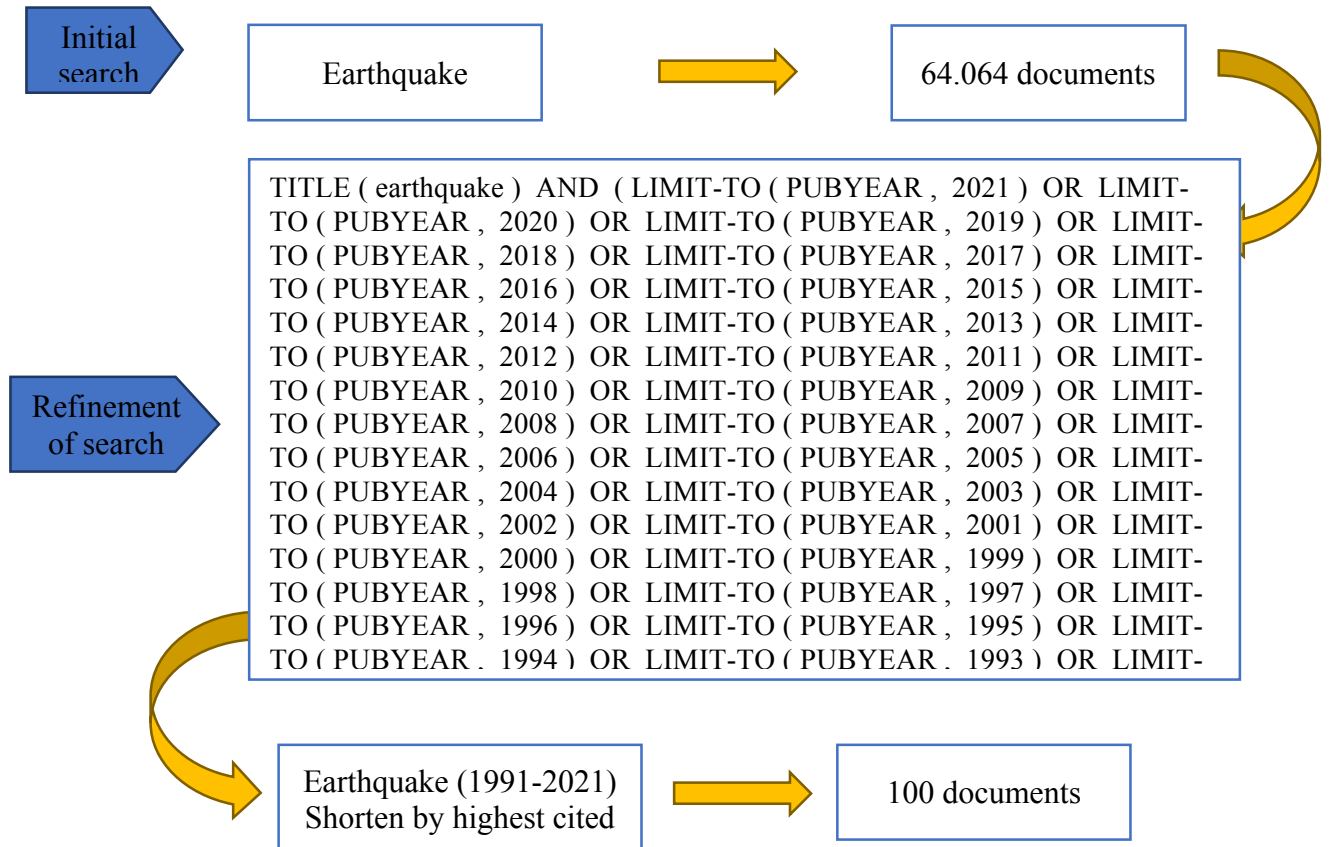 Initial
search
Earthquake
64.064 documents
TITLE ( earthquake ) AND ( LIMIT-TO ( PUBYEAR , 2021 ) OR LIMIT-
TO ( PUBYEAR , 2020 ) OR LIMIT-TO ( PUBYEAR , 2019 ) OR LIMIT-
TO ( PUBYEAR , 2018 ) OR LIMIT-TO ( PUBYEAR , 2017 ) OR LIMIT-
TO ( PUBYEAR , 2016 ) OR LIMIT-TO ( PUBYEAR , 2015 ) OR LIMIT-
TO ( PUBYEAR , 2014 ) OR LIMIT-TO ( PUBYEAR , 2013 ) OR LIMIT-
TO ( PUBYEAR , 2012 ) OR LIMIT-TO ( PUBYEAR , 2011 ) OR LIMIT-
TO ( PUBYEAR , 2010 ) OR LIMIT-TO ( PUBYEAR , 2009 ) OR LIMIT-
TO ( PUBYEAR , 2008 ) OR LIMIT-TO ( PUBYEAR , 2007 ) OR LIMIT-
TO ( PUBYEAR , 2006 ) OR LIMIT-TO ( PUBYEAR , 2005 ) OR LIMIT-
TO ( PUBYEAR , 2004 ) OR LIMIT-TO ( PUBYEAR , 2003 ) OR LIMIT-
TO ( PUBYEAR , 2002 ) OR LIMIT-TO ( PUBYEAR , 2001 ) OR LIMIT-
TO ( PUBYEAR , 2000 ) OR LIMIT-TO ( PUBYEAR , 1999 ) OR LIMIT-
TO ( PUBYEAR , 1998 ) OR LIMIT-TO ( PUBYEAR , 1997 ) OR LIMIT-
TO ( PUBYEAR , 1996 ) OR LIMIT-TO ( PUBYEAR , 1995 ) OR LIMIT-
TO ( PUBYEAR , 1994 ) OR LIMIT-TO ( PUBYEAR , 1993 ) OR LIMIT-
Refinement
of search
Earthquake (1991-2021)
Shorten by highest cited
100 documents